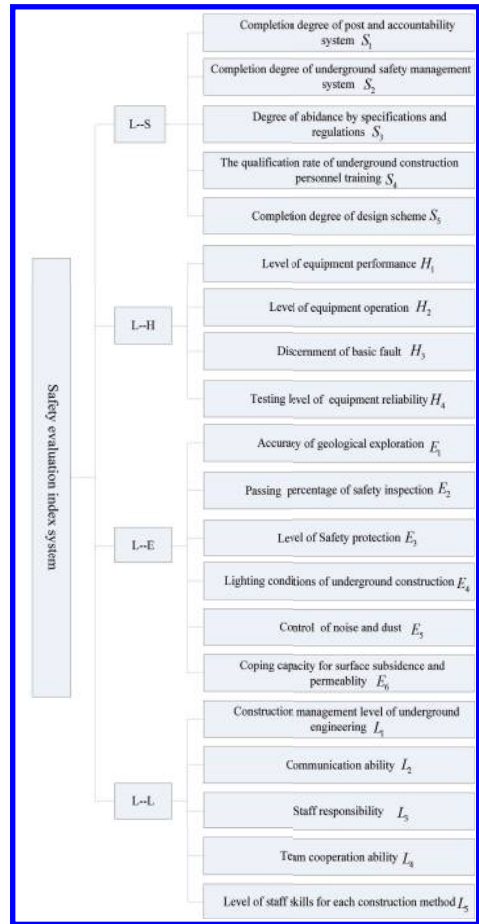 Safety evaluation index system
L--S
Completion degree of post and accountability
system S1
Completion degree of underground safety management
system S2
Degree of abidance by specifications and
regulations S3
The qualification rate of underground construction
personnel training S4
Completion degree of design scheme S5
L--H
Level of equipment performance H1
Level of equipment operation H2
Discernment of basic fault H3
Testing level of equipment reliability H4
L--E
Accuracy of geological exploration E1
Passing percentage of safety inspection E2
Level of Safety protection E3
Lighting conditions of underground construction E4
Control of noise and dust E5
Coping capacity for surface subsidence and
permeablity E6
L--L
Construction management level of underground
engineering L1
Communication ability L2
Staff responsibility L3
Team cooperation ability L4
Level of staff skills for each construction method L5